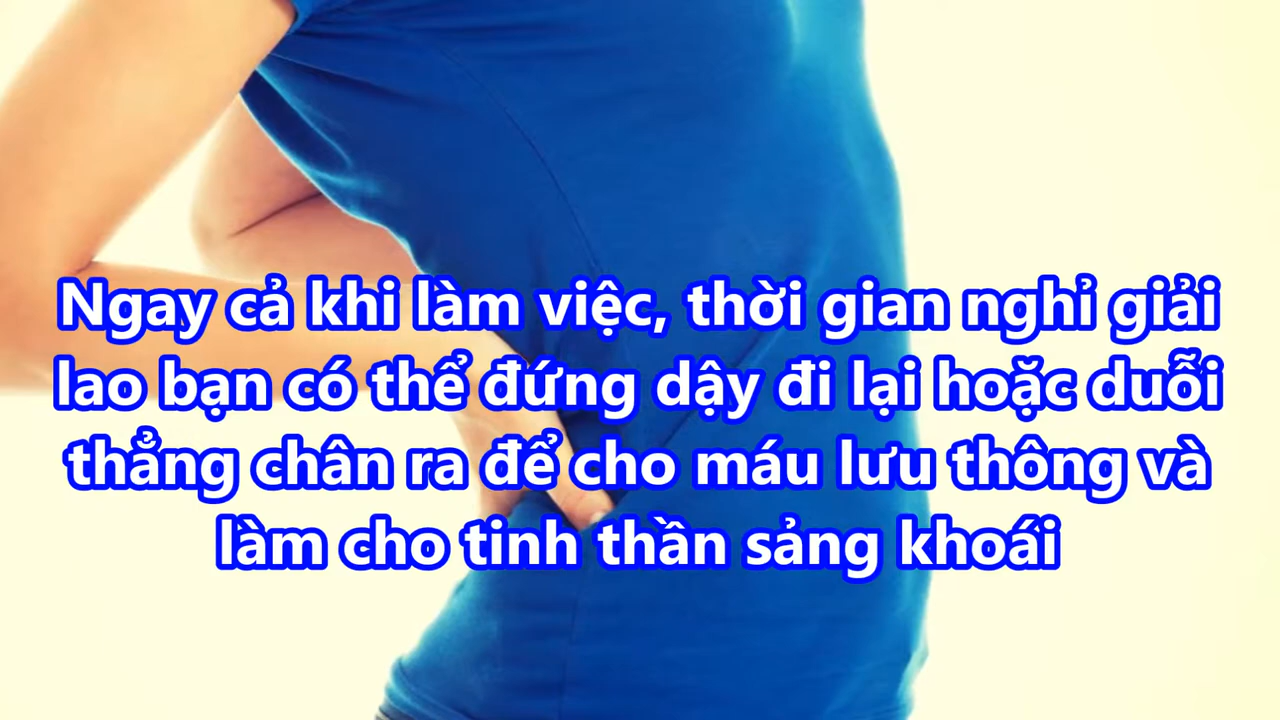 Ngay cả khi làm việc, thời gian nghỉ giải
lao bạn có thể đứng dậy đi lại hoặc duỗi
thẳng chân ra để cho máu lưu thông và
làm cho tinh thần sảng khoái